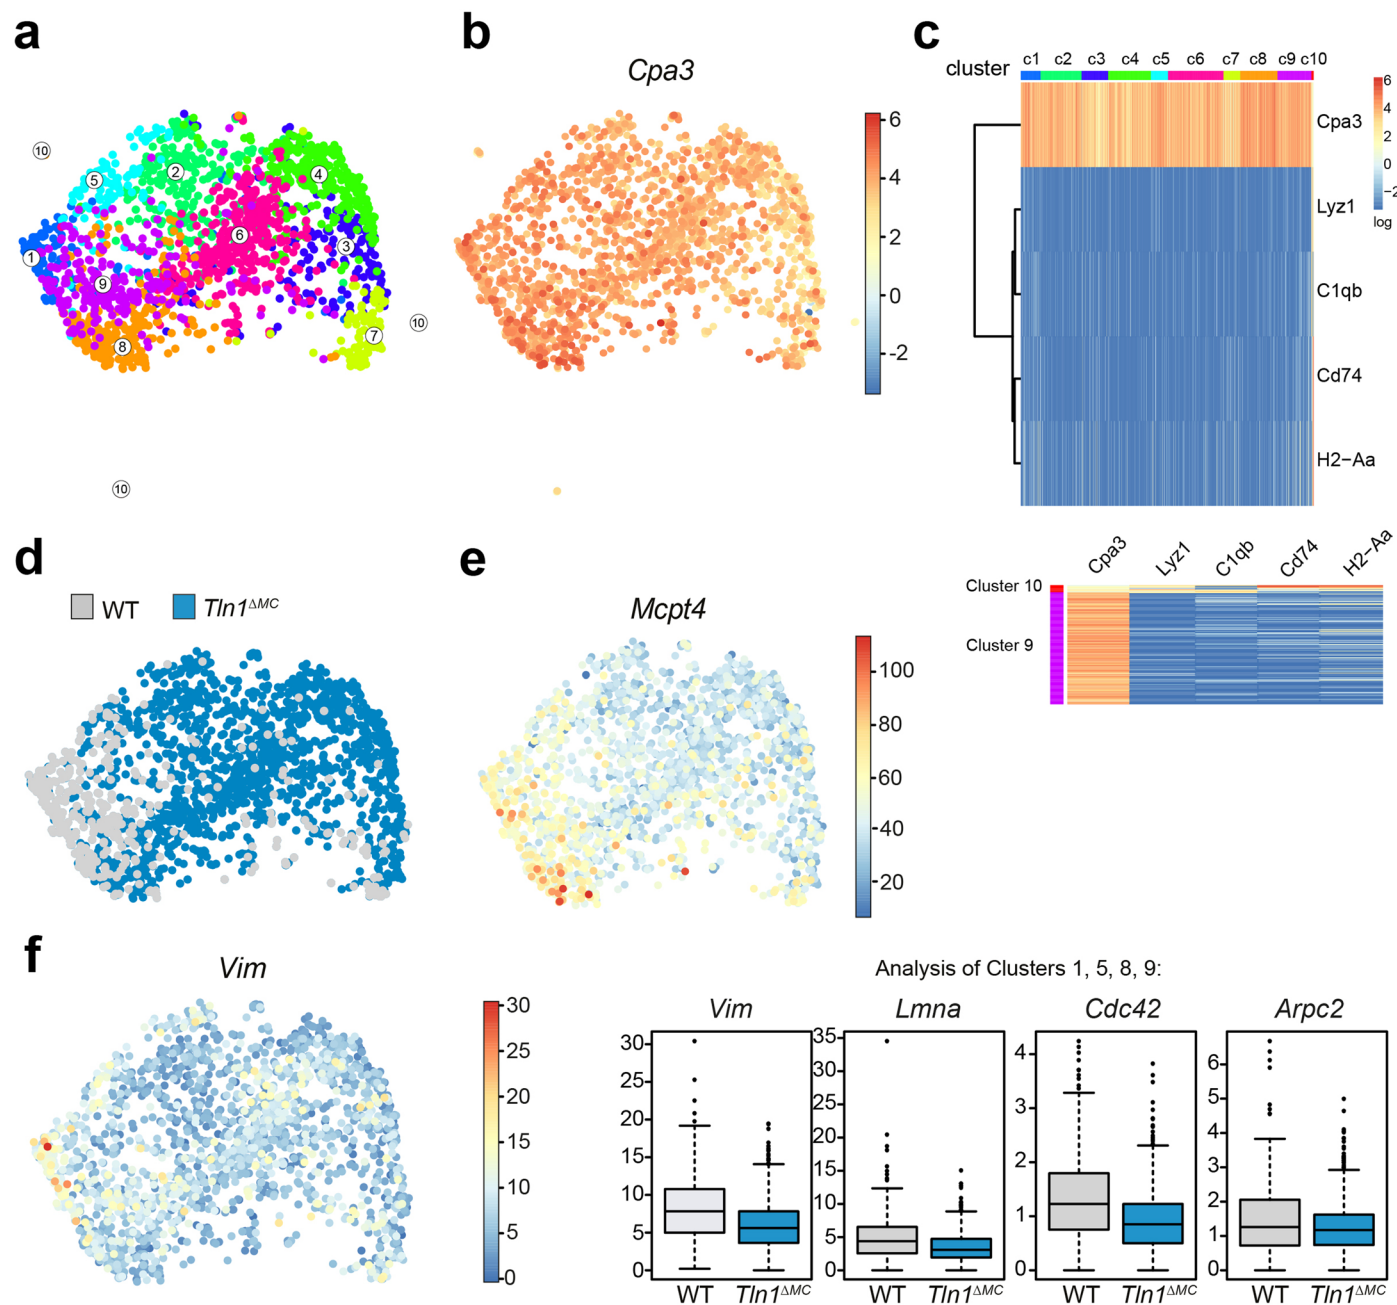 a
b
c
Cpa3
cluster
c1 c2 c3 c4 c5 c6 c7 c8 c9 c10
10
5
2
4
1
9
6
3
8
7
10
10
6
4
2
0
-2
Cpa3
Lyz1
C1qb
Cd74
H2-Aa
6
4
2
0
-2
log
Cpa3 Lyz1 C1qb Cd74 H2-Aa
Cluster 10
Cluster 9
d
WT Tln1ΔMC
e
Mcpt4
100
80
60
40
20
f
Vim
30
25
20
15
10
5
0
Analysis of Clusters 1, 5, 8, 9:
Vim Lmna Cdc42 Arpc2
30
25
20
15
10
5
0
35
30
25
20
15
10
5
0
4
3
2
1
0
6
5
4
3
2
1
0
WT Tln1ΔMC WT Tln1ΔMC WT Tln1ΔMC WT Tln1ΔMC